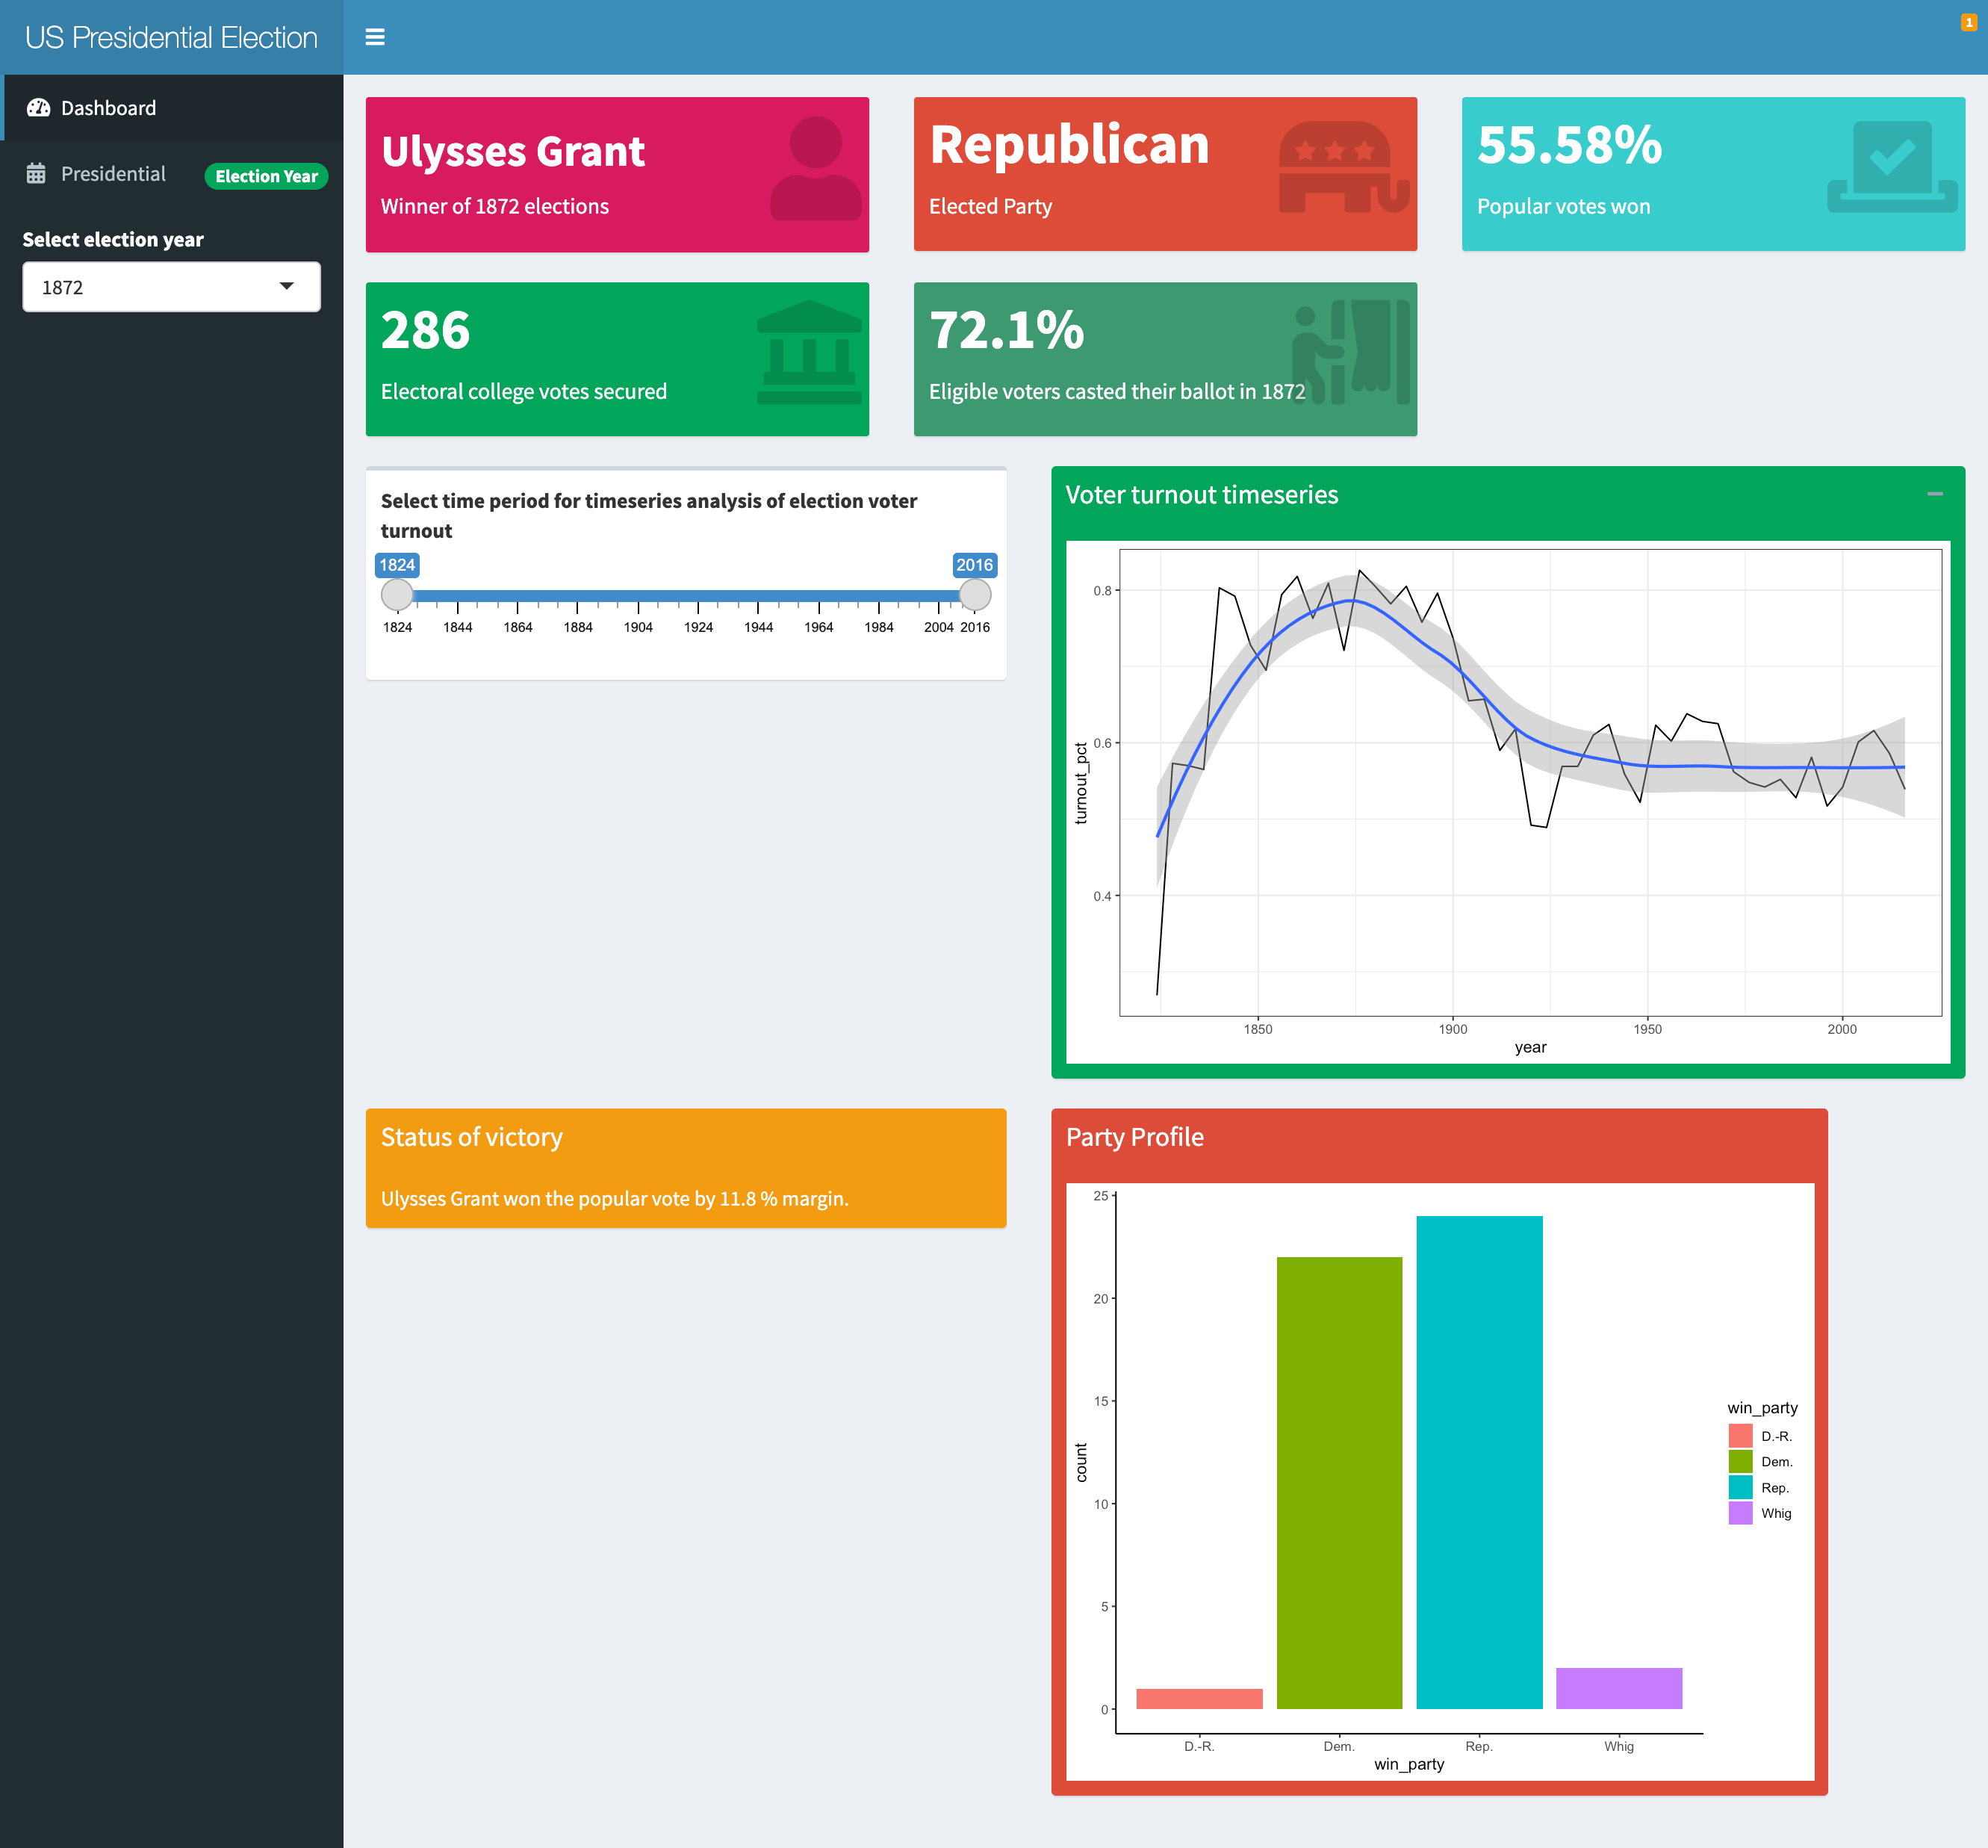 US Presidential Election
1
Dashboard
Presidential
Election Year
Select election year
1872
Ulysses Grant
Winner of 1872 elections
Republican
Elected Party
55.58%
Popular votes won
286
Electoral college votes secured
72.1%
Eligible voters casted their ballot in 1872
Select time period for timeseries analysis of election voter
turnout
1824
2016
1824 1844 1864 1884 1904 1924 1944 1964 1984 2004 2016
Voter turnout timeseries
0.8
0.6
0.4
turnout_pct
1850 1900 1950 2000
year
Status of victory
Ulysses Grant won the popular vote by 11.8 % margin.
Party Profile
25
20
15
10
5
0
count
D.-R. Dem. Rep. Whig
win_party
win_party
D.-R.
Dem.
Rep.
Whig